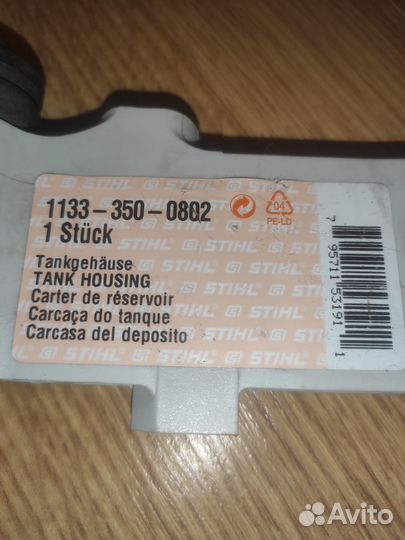 1133-350-0802
1 Stück
04
PE-LD
Tankgehäuse
TANK HOUSING
Carter de réservoir
Carcaça do tanque
Carcasa del deposito
STIHL
7 95711 53191 1
Avito